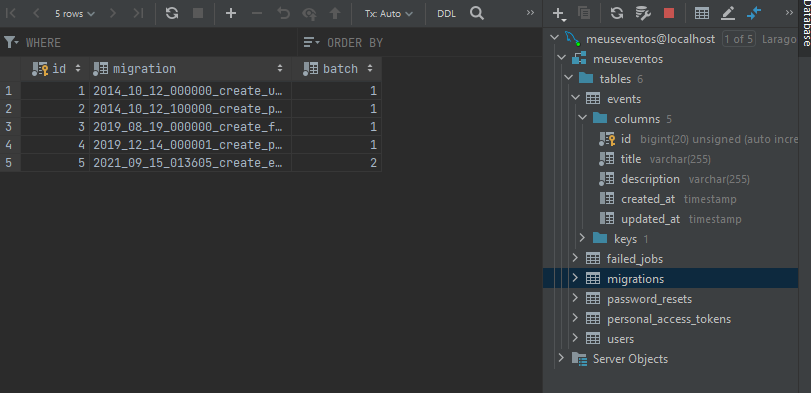 5 rows
Tx: Auto
DDL
WHERE
ORDER BY
id migration batch
1 1 2014_10_12_000000_create_u… 1
2 2 2014_10_12_100000_create_p… 1
3 3 2019_08_19_000000_create_f… 1
4 4 2019_12_14_000001_create_p… 1
5 5 2021_09_15_013605_create_e… 2
meuseventos@localhost 1 of 5 Larago
meuseventos
tables 6
events
columns 5
id bigint(20) unsigned (auto incre
title varchar(255)
description varchar(255)
created_at timestamp
updated_at timestamp
keys 1
failed_jobs
migrations
password_resets
personal_access_tokens
users
Server Objects
Database